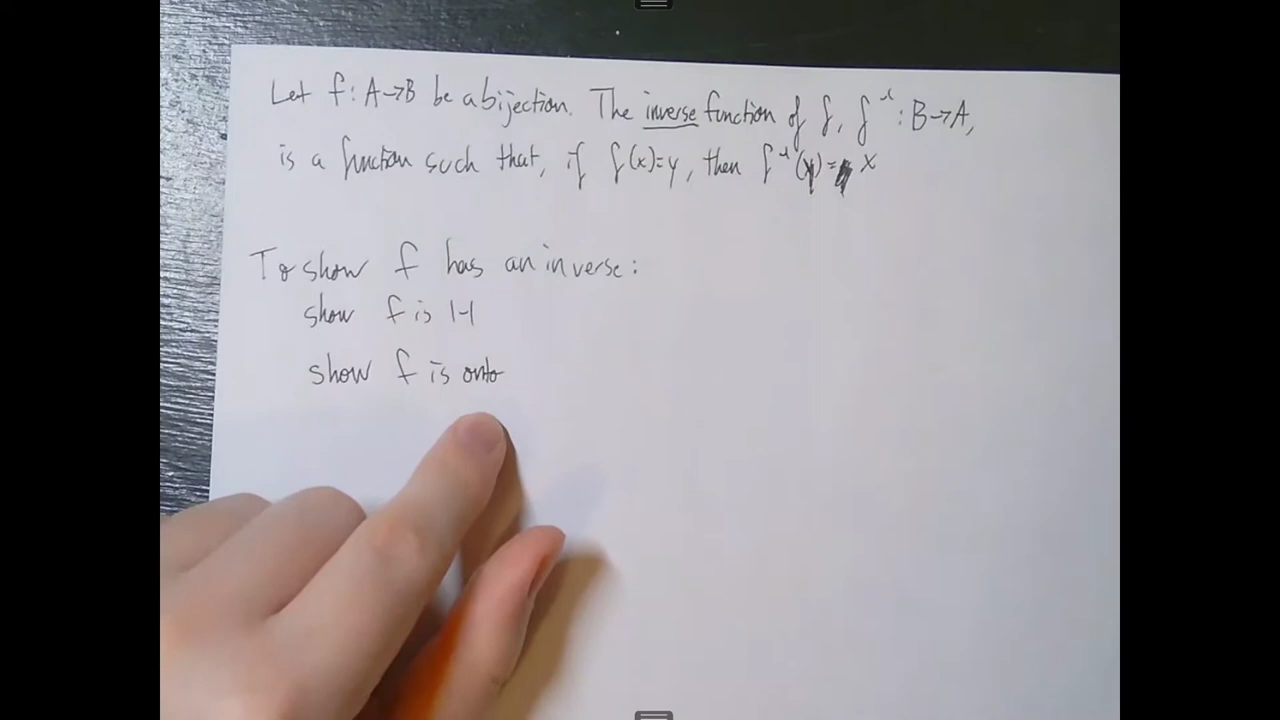 Let f: A→B be a bijection. The inverse function of f, f⁻¹: B→A,
is a function such that, if f(x)=y, then f⁻¹(y)= x
To show f has an inverse:
show f is 1-1
show f is onto